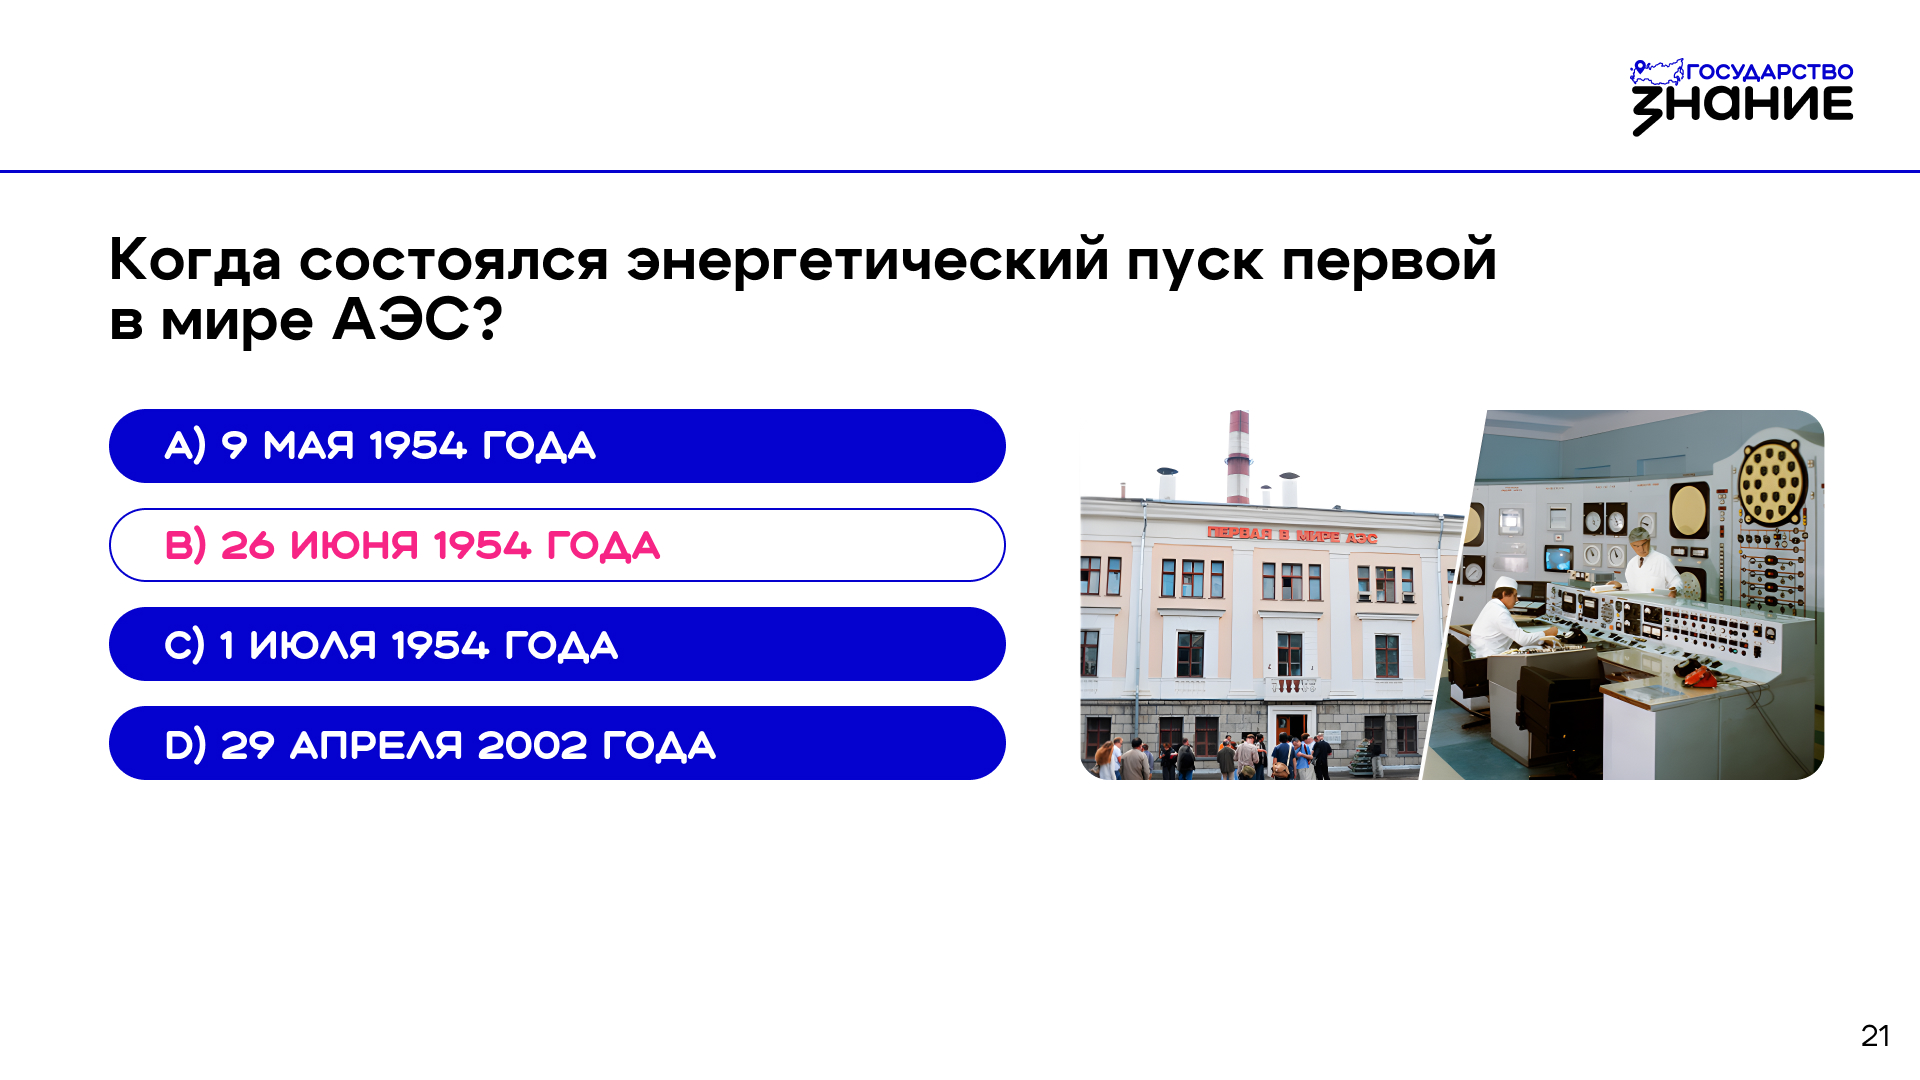 ГОСУДАРСТВО
ЗНАНИЕ
Когда состоялся энергетический пуск первой
в мире АЭС?
A) 9 МАЯ 1954 ГОДА
B) 26 ИЮНЯ 1954 ГОДА
C) 1 ИЮЛЯ 1954 ГОДА
D) 29 АПРЕЛЯ 2002 ГОДА
ПЕРВАЯ В МИРЕ АЭС
21